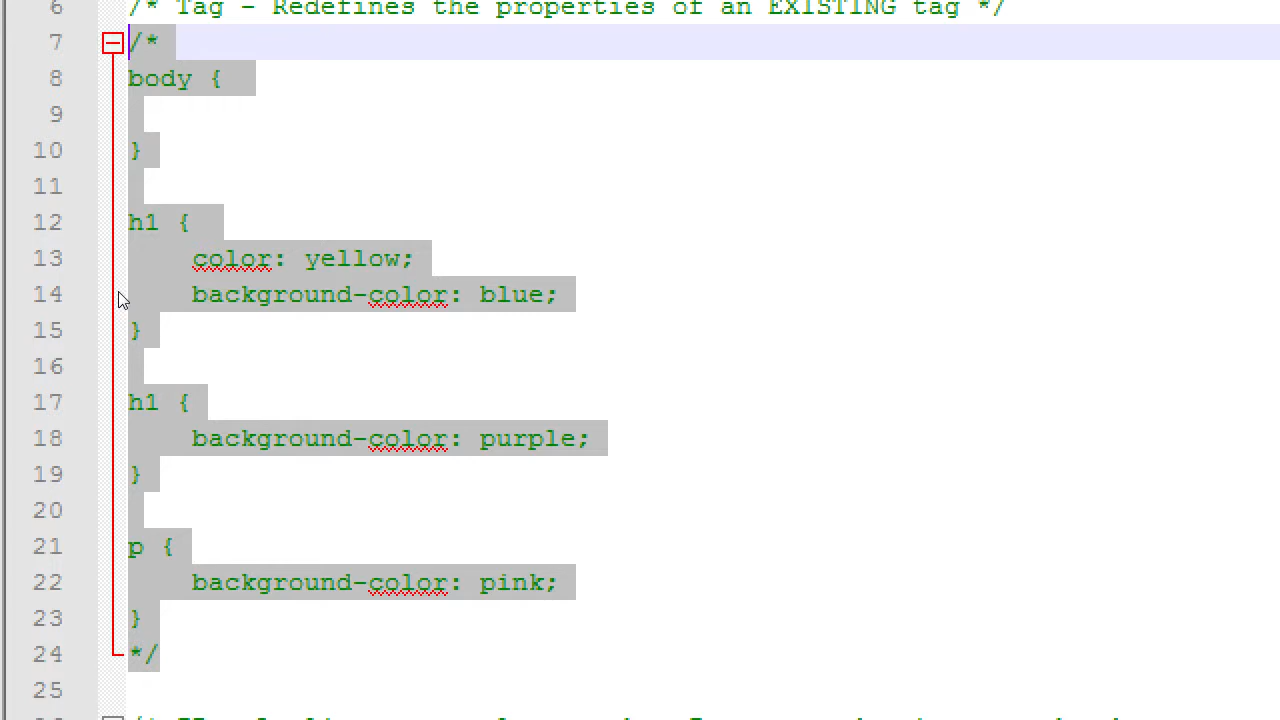 6 /* Tag - Redefines the properties of an EXISTING tag */
7 /*
8 body {
9
10 }
11
12 h1 {
13 color: yellow;
14 background-color: blue;
15 }
16
17 h1 {
18 background-color: purple;
19 }
20
21 p {
22 background-color: pink;
23 }
24 */
25